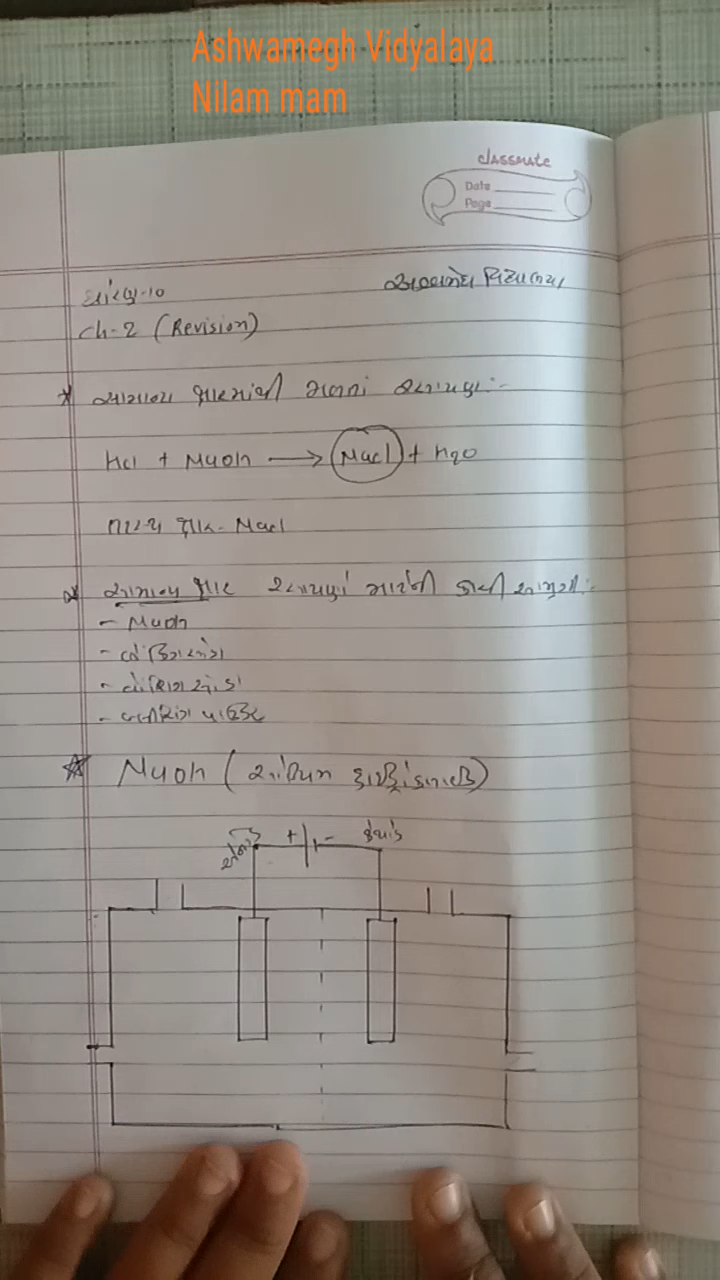 Ashwamegh Vidyalaya
Nilam mam
classmate
Date
Page
ધોરણ-10
અશ્વમેઘ વિદ્યાલય
Ch-2 (Revision)
* સામાન્ય ક્ષારમાંથી મળતાં રસાયણ:-
HCl + NaOH → NaCl + H2O
ક્ષાર- NaCl
* સામાન્ય ક્ષાર રસાયણ માટેની કાચી સામગ્રી:-
- NaOH
- બેકિંગ સોડા
* NaOH (સોડિયમ હાઇડ્રોક્સાઇડ)
એનોડ + - કેથોડ